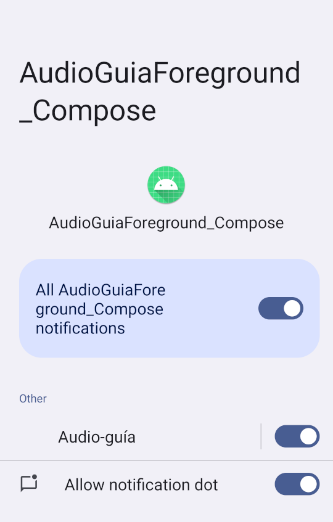 AudioGuiaForeground
_Compose
AudioGuiaForeground_Compose
All AudioGuiaFore
ground_Compose
notifications
Other
Audio-guía
Allow notification dot